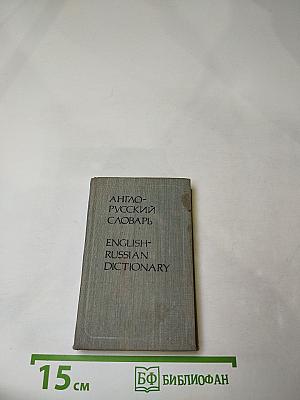 АНГЛО-
РУССКИЙ
СЛОВАРЬ
ENGLISH-
RUSSIAN
DICTIONARY
15 см
БФ БИБЛИОФАН